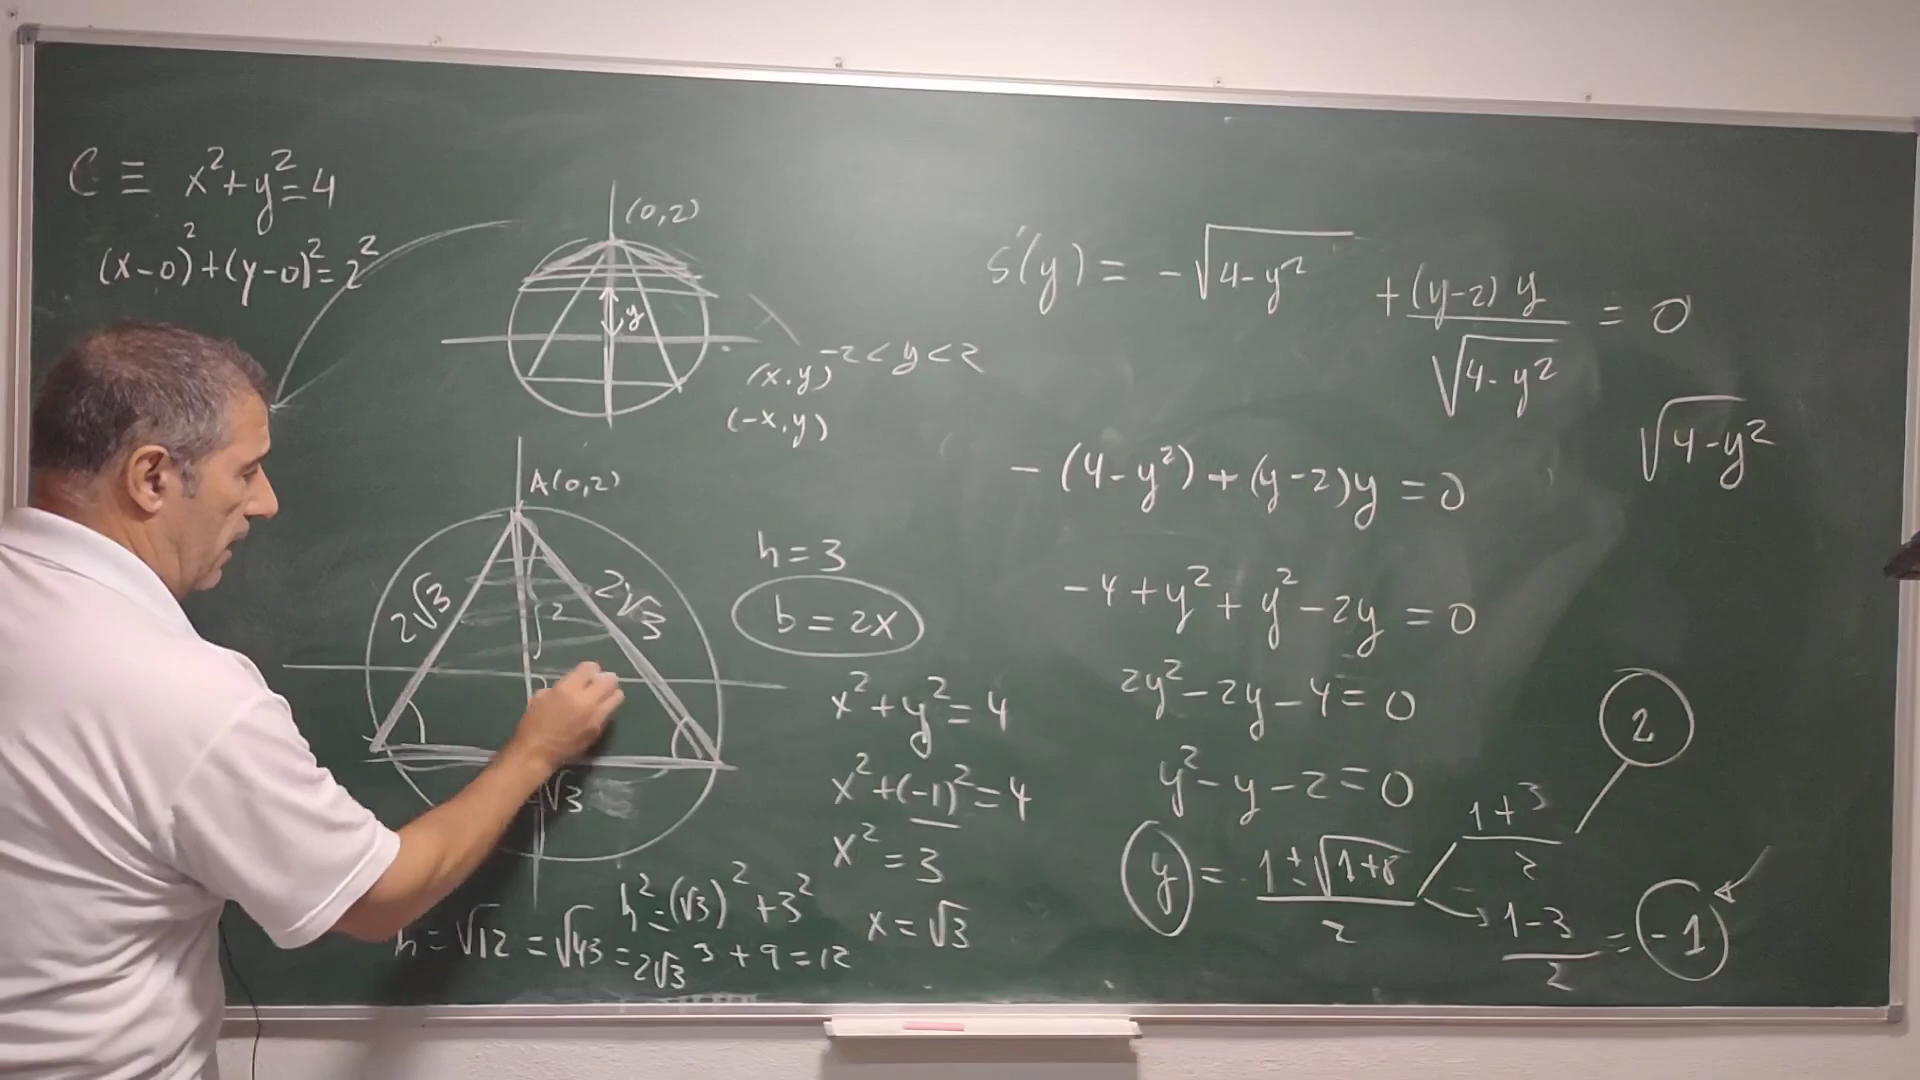 C ≡ x²+y²=4
(x-0)²+(y-0)²=2²
(0,2)
y
(x,y) -2<y<2
(-x,y)
A(0,2)
2√3
2√3
2
√3
h=3
b=2x
x²+y²=4
x²+(-1)²=4
x²=3
x=√3
h²=(√3)²+3²
h=√12=√43=2√3 3+9=12
s'(y) = -√4-y² + (y-2)y / √4-y² = 0
√4-y²
-(4-y²)+(y-2)y=0
-4+y²+y²-2y=0
2y²-2y-4=0
y²-y-2=0
y = 1±√1+8 / 2
1+3 / 2
2
1-3 / 2 = -1